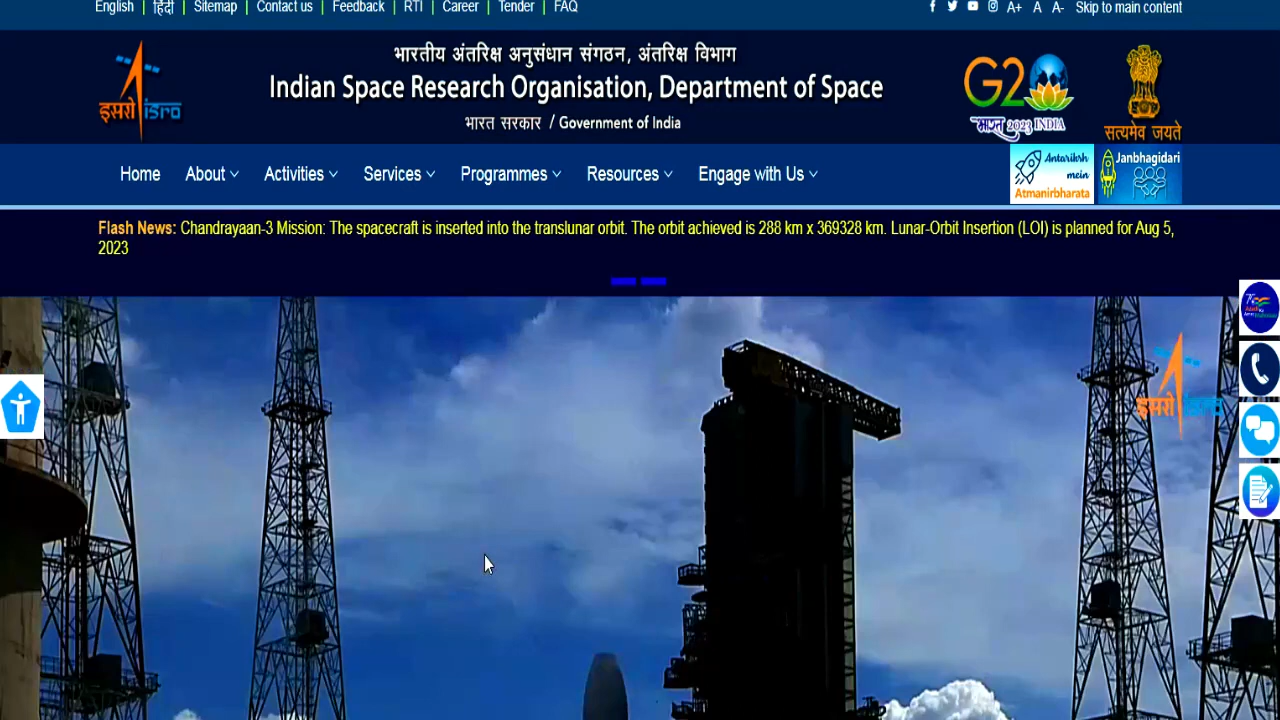 English | हिंदी | Sitemap | Contact us | Feedback | RTI | Career | Tender | FAQ
A+ A A- Skip to main content
भारतीय अंतरिक्ष अनुसंधान संगठन, अंतरिक्ष विभाग
Indian Space Research Organisation, Department of Space
भारत सरकार / Government of India
इसरो isro
G20
भारत 2023 INDIA
सत्यमेव जयते
Home About Activities Services Programmes Resources Engage with Us
Antariksh
mein
Atmanirbharata
Janbhagidari
Flash News: Chandrayaan-3 Mission: The spacecraft is inserted into the translunar orbit. The orbit achieved is 288 km x 369328 km. Lunar-Orbit Insertion (LOI) is planned for Aug 5,
2023
इसरो isro